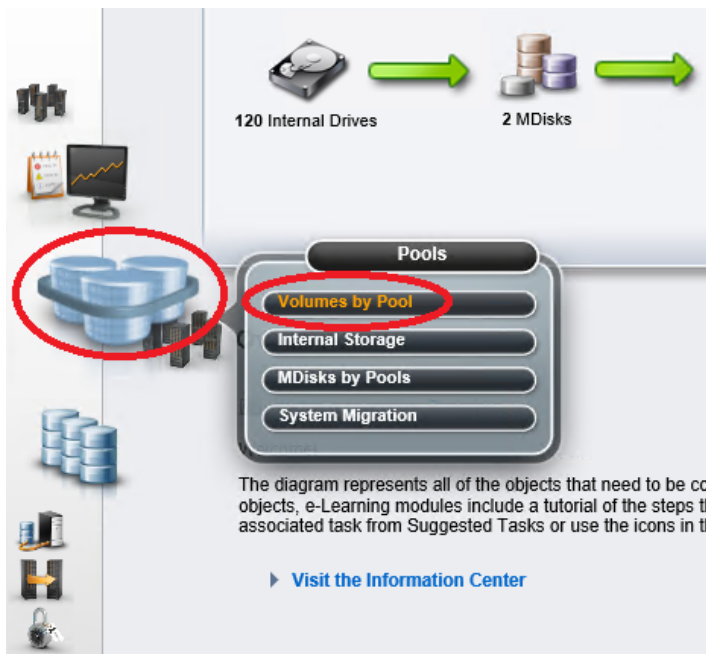 120 Internal Drives
2 MDisks
Pools
Volumes by Pool
Internal Storage
MDisks by Pools
System Migration
The diagram represents all of the objects that need to be co
objects, e-Learning modules include a tutorial of the steps t
associated task from Suggested Tasks or use the icons in t
Visit the Information Center